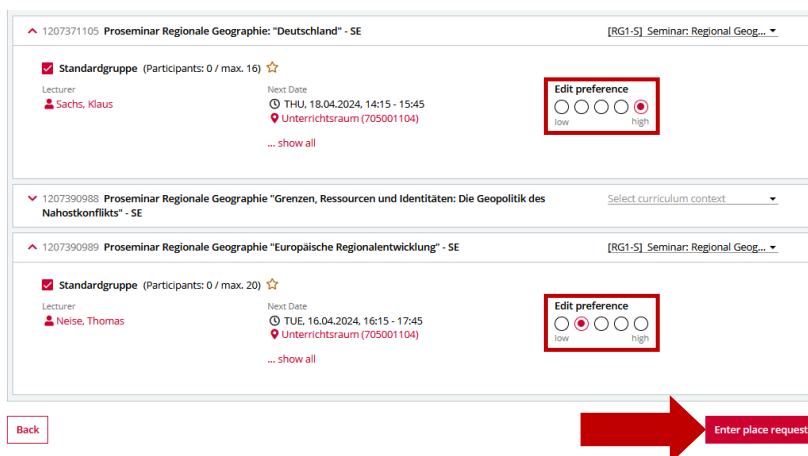 1207371105 Proseminar Regionale Geographie: "Deutschland" - SE
[RG1-S] Seminar: Regional Geog...
Standardgruppe (Participants: 0 / max. 16)
Lecturer
Sachs, Klaus
Next Date
THU, 18.04.2024, 14:15 - 15:45
Unterrichtsraum (705001104)
... show all
Edit preference
low high
1207390988 Proseminar Regionale Geographie "Grenzen, Ressourcen und Identitäten: Die Geopolitik des
Nahostkonflikts" - SE
Select curriculum context
1207390989 Proseminar Regionale Geographie "Europäische Regionalentwicklung" - SE
[RG1-S] Seminar: Regional Geog...
Standardgruppe (Participants: 0 / max. 20)
Lecturer
Neise, Thomas
Next Date
TUE, 16.04.2024, 16:15 - 17:45
Unterrichtsraum (705001104)
... show all
Edit preference
low high
Back
Enter place request